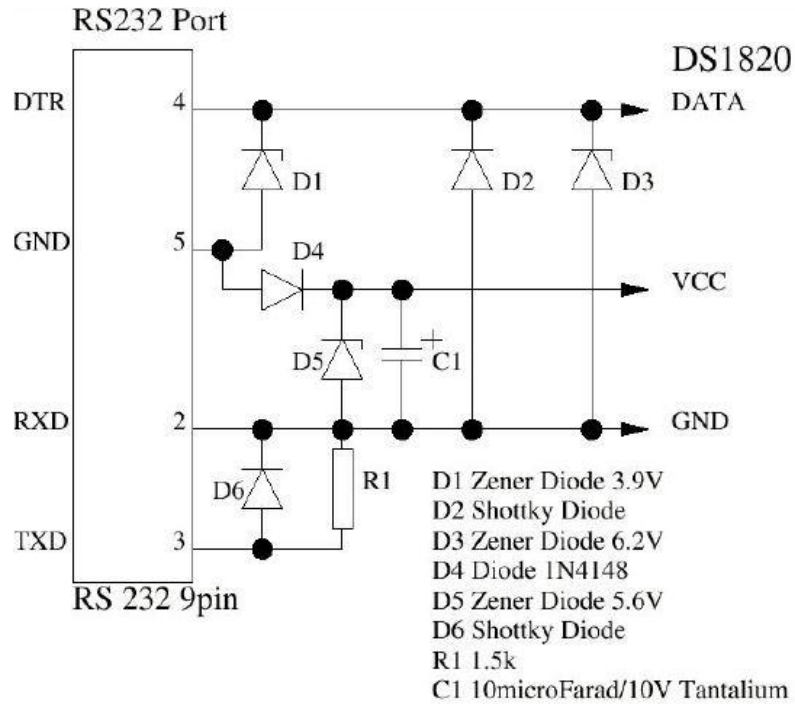 RS232 Port
DS1820
DTR 4 DATA
D1 D2 D3
GND 5
D4
VCC
D5 C1
RXD 2 GND
D6 R1
TXD 3
RS 232 9pin
D1 Zener Diode 3.9V
D2 Shottky Diode
D3 Zener Diode 6.2V
D4 Diode 1N4148
D5 Zener Diode 5.6V
D6 Shottky Diode
R1 1.5k
C1 10microFarad/10V Tantalium